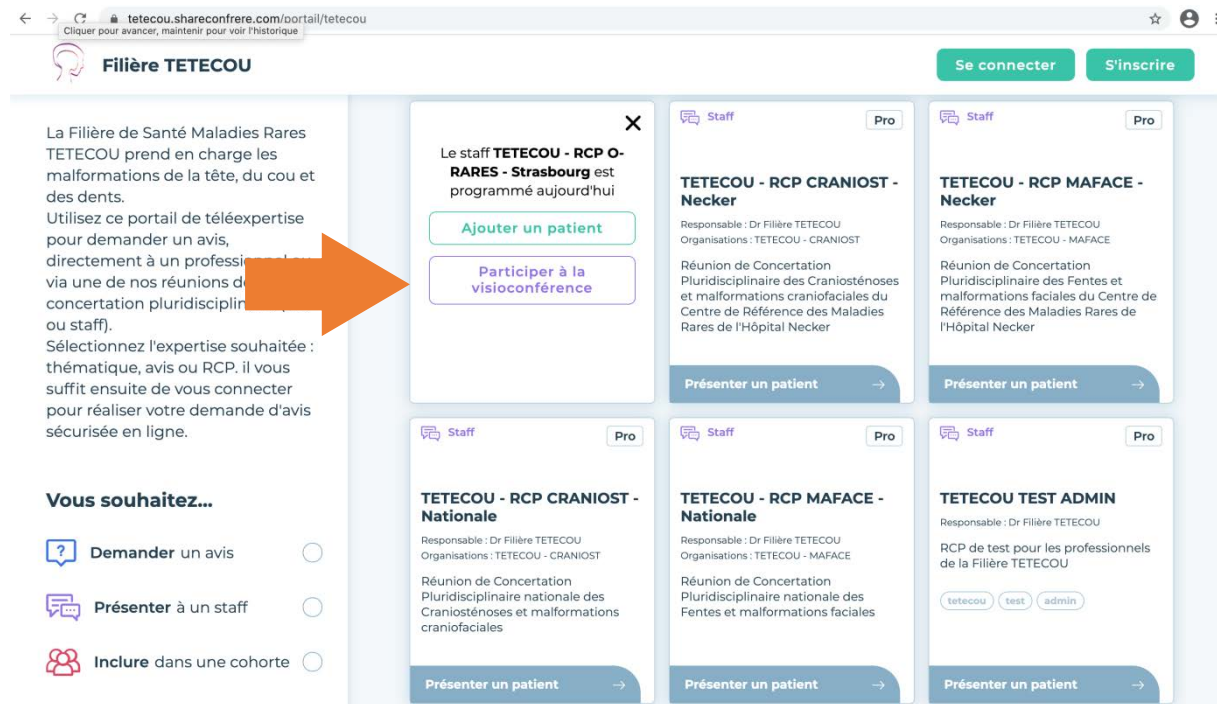 tetecou.shareconfrere.com/portail/tetecou
Cliquer pour avancer, maintenir pour voir l'historique
Filière TETECOU
Se connecter
S'inscrire
La Filière de Santé Maladies Rares
TETECOU prend en charge les
malformations de la tête, du cou et
des dents.
Utilisez ce portail de téléexpertise
pour demander un avis,
directement à un
via une de nos réunions
concertation
ou staff).
Sélectionnez l'expertise souhaitée :
thématique, avis ou RCP. il vous
suffit ensuite de vous connecter
pour réaliser votre demande d'avis
sécurisée en ligne.
Vous souhaitez...
Demander un avis
Présenter à un staff
Inclure dans une cohorte
Le staff TETECOU - RCP O-
RARES - Strasbourg est
programmé aujourd'hui
Ajouter un patient
Participer à la
visioconférence
Staff
Pro
TETECOU - RCP CRANIOST -
Necker
Responsable : Dr Filière TETECOU
Organisations : TETECOU - CRANIOST
Réunion de Concertation
Pluridisciplinaire des Craniosténoses
et malformations craniofaciales du
Centre de Référence des Maladies
Rares de l'Hôpital Necker
Présenter un patient
Staff
Pro
TETECOU - RCP MAFACE -
Necker
Responsable : Dr Filière TETECOU
Organisations : TETECOU - MAFACE
Réunion de Concertation
Pluridisciplinaire des Fentes et
malformations faciales du Centre de
Référence des Maladies Rares de
l'Hôpital Necker
Présenter un patient
Staff
Pro
TETECOU - RCP CRANIOST -
Nationale
Responsable : Dr Filière TETECOU
Organisations : TETECOU - CRANIOST
Réunion de Concertation
Pluridisciplinaire nationale des
Craniosténoses et malformations
craniofaciales
Présenter un patient
Staff
Pro
TETECOU - RCP MAFACE -
Nationale
Responsable : Dr Filière TETECOU
Organisations : TETECOU - MAFACE
Réunion de Concertation
Pluridisciplinaire nationale des
Fentes et malformations faciales
Présenter un patient
Staff
Pro
TETECOU TEST ADMIN
Responsable : Dr Filière TETECOU
RCP de test pour les professionnels
de la Filière TETECOU
tetecou test admin
Présenter un patient